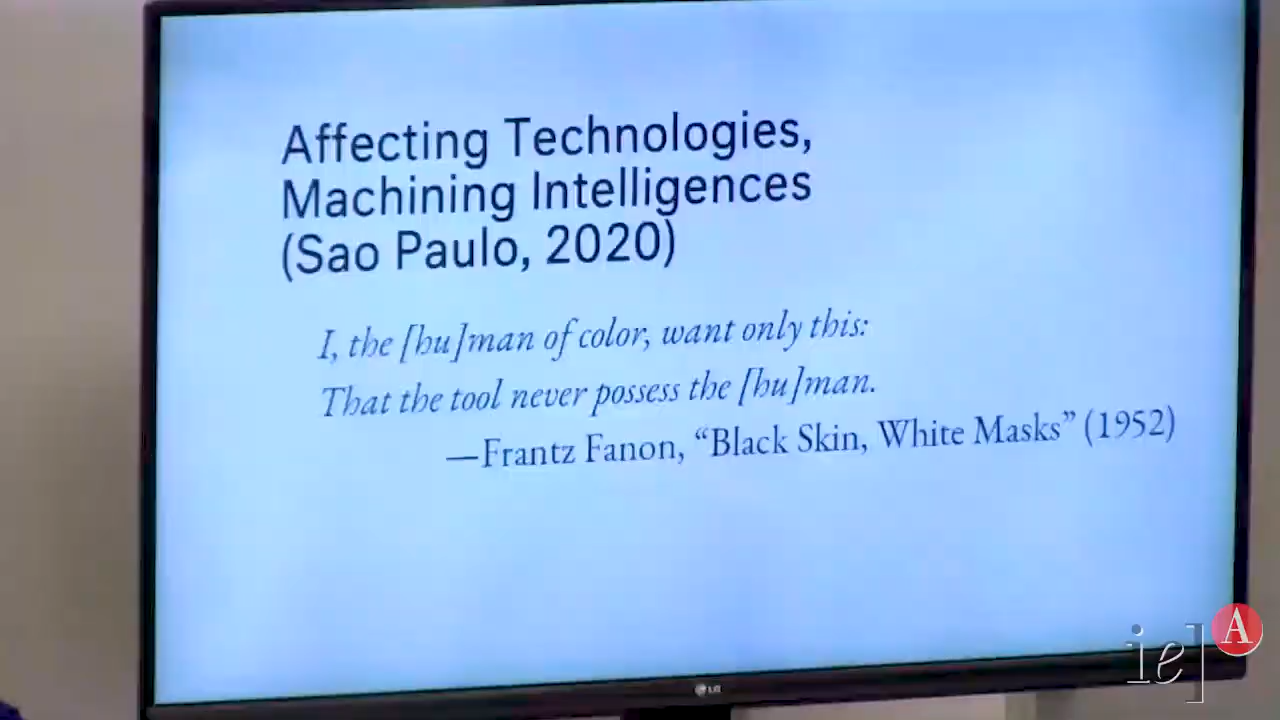 Affecting Technologies,
Machining Intelligences
(Sao Paulo, 2020)
I, the [hu]man of color, want only this:
That the tool never possess the [hu]man.
—Frantz Fanon, “Black Skin, White Masks” (1952)
LG
ie]
A